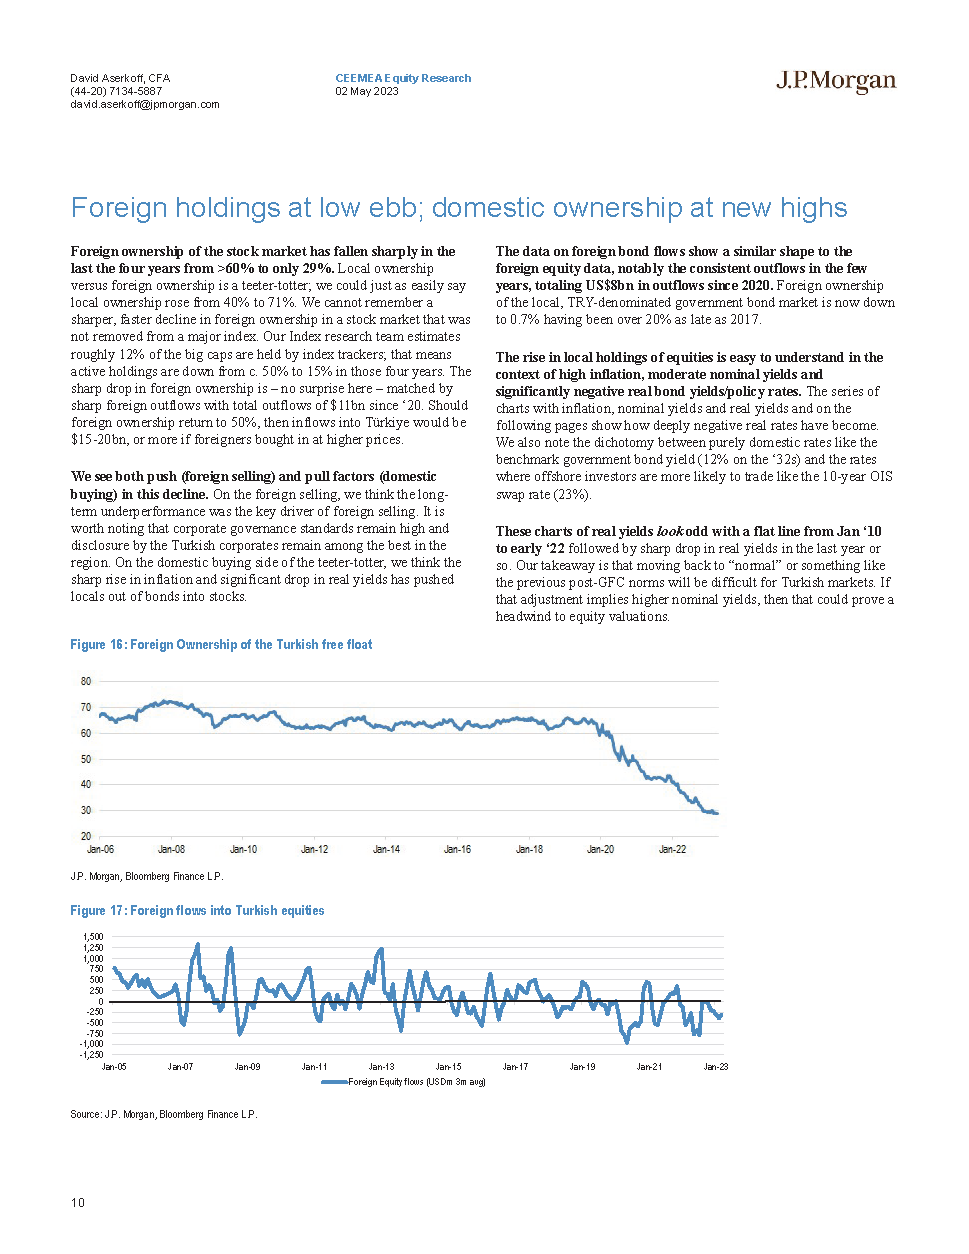 David Aserkoff, CFA
(44-20) 7134-5887
david.aserkoff@jpmorgan.com
CEEMEA Equity Research
02 May 2023
J.P.Morgan
Foreign holdings at low ebb; domestic ownership at new highs
Foreign ownership of the stock market has fallen sharply in the
last the four years from >60% to only 29%. Local ownership
versus foreign ownership is a teeter-totter; we could just as easily say
local ownership rose from 40% to 71%. We cannot remember a
sharper, faster decline in foreign ownership in a stock market that was
not removed from a major index. Our Index research team estimates
roughly 12% of the big caps are held by index trackers; that means
active holdings are down from c. 50% to 15% in those four years. The
sharp drop in foreign ownership is – no surprise here – matched by
sharp foreign outflows with total outflows of $11bn since ‘20. Should
foreign ownership return to 50%, then inflows into Türkiye would be
$15-20bn, or more if foreigners bought in at higher prices.
We see both push (foreign selling) and pull factors (domestic
buying) in this decline. On the foreign selling, we think the long-
term underperformance was the key driver of foreign selling. It is
worth noting that corporate governance standards remain high and
disclosure by the Turkish corporates remain among the best in the
region. On the domestic buying side of the teeter-totter, we think the
sharp rise in inflation and significant drop in real yields has pushed
locals out of bonds into stocks.
The data on foreign bond flows show a similar shape to the
foreign equity data, notably the consistent outflows in the few
years, totaling US$8bn in outflows since 2020. Foreign ownership
of the local, TRY-denominated government bond market is now down
to 0.7% having been over 20% as late as 2017.
The rise in local holdings of equities is easy to understand in the
context of high inflation, moderate nominal yields and
significantly negative real bond yields/policy rates. The series of
charts with inflation, nominal yields and real yields and on the
following pages show how deeply negative real rates have become.
We also note the dichotomy between purely domestic rates like the
benchmark government bond yield (12% on the ‘32s) and the rates
where offshore investors are more likely to trade like the 10-year OIS
swap rate (23%).
These charts of real yields look odd with a flat line from Jan ‘10
to early ‘22 followed by sharp drop in real yields in the last year or
so. Our takeaway is that moving back to “normal” or something like
the previous post-GFC norms will be difficult for Turkish markets. If
that adjustment implies higher nominal yields, then that could prove a
headwind to equity valuations.
Figure 16: Foreign Ownership of the Turkish free float
80
70
60
50
40
30
20
Jan-06 Jan-08 Jan-10 Jan-12 Jan-14 Jan-16 Jan-18 Jan-20 Jan-22
J.P. Morgan, Bloomberg Finance L.P.
Figure 17: Foreign flows into Turkish equities
1,500
1,250
1,000
750
500
250
0
-250
-500
-750
-1,000
-1,250
Jan-05 Jan-07 Jan-09 Jan-11 Jan-13 Jan-15 Jan-17 Jan-19 Jan-21 Jan-23
Foreign Equity flows (USDm 3m avg)
Source: J.P. Morgan, Bloomberg Finance L.P.
10